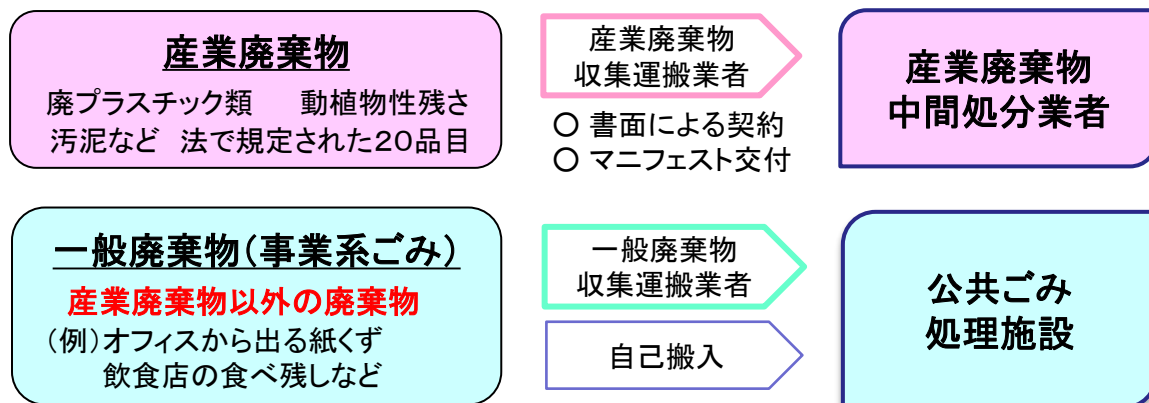 産業廃棄物
廃プラスチック類　動植物性残さ
汚泥など 法で規定された20品目
産業廃棄物
収集運搬業者
○ 書面による契約
○ マニフェスト交付
産業廃棄物
中間処分業者
一般廃棄物(事業系ごみ)
産業廃棄物以外の廃棄物
(例)オフィスから出る紙くず
飲食店の食べ残しなど
一般廃棄物
収集運搬業者
自己搬入
公共ごみ
処理施設